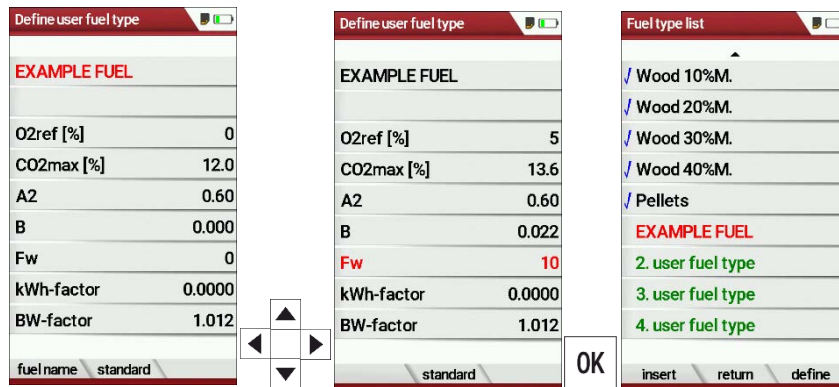 Define user fuel type
EXAMPLE FUEL
O2ref [%] 0
CO2max [%] 12.0
A2 0.60
B 0.000
Fw 0
kWh-factor 0.0000
BW-factor 1.012
fuel name standard
Define user fuel type
EXAMPLE FUEL
O2ref [%] 5
CO2max [%] 13.6
A2 0.60
B 0.022
Fw 10
kWh-factor 0.0000
BW-factor 1.012
standard
OK
Fuel type list
√ Wood 10%M.
√ Wood 20%M.
√ Wood 30%M.
√ Wood 40%M.
√ Pellets
EXAMPLE FUEL
2. user fuel type
3. user fuel type
4. user fuel type
insert return define